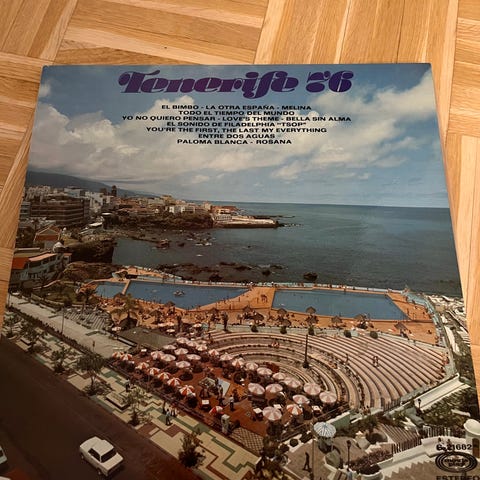 Tenerife 76
EL BIMBO - LA OTRA ESPAÑA - MELINA
TODO EL TIEMPO DEL MUNDO
YO NO QUIERO PENSAR - LOVE'S THEME - BELLA SIN ALMA
EL SONIDO DE FILADELPHIA "TSOP"
YOU'RE THE FIRST, THE LAST MY EVERYTHING
ENTRE DOS AGUAS
PALOMA BLANCA - ROSANA
ESTEREO